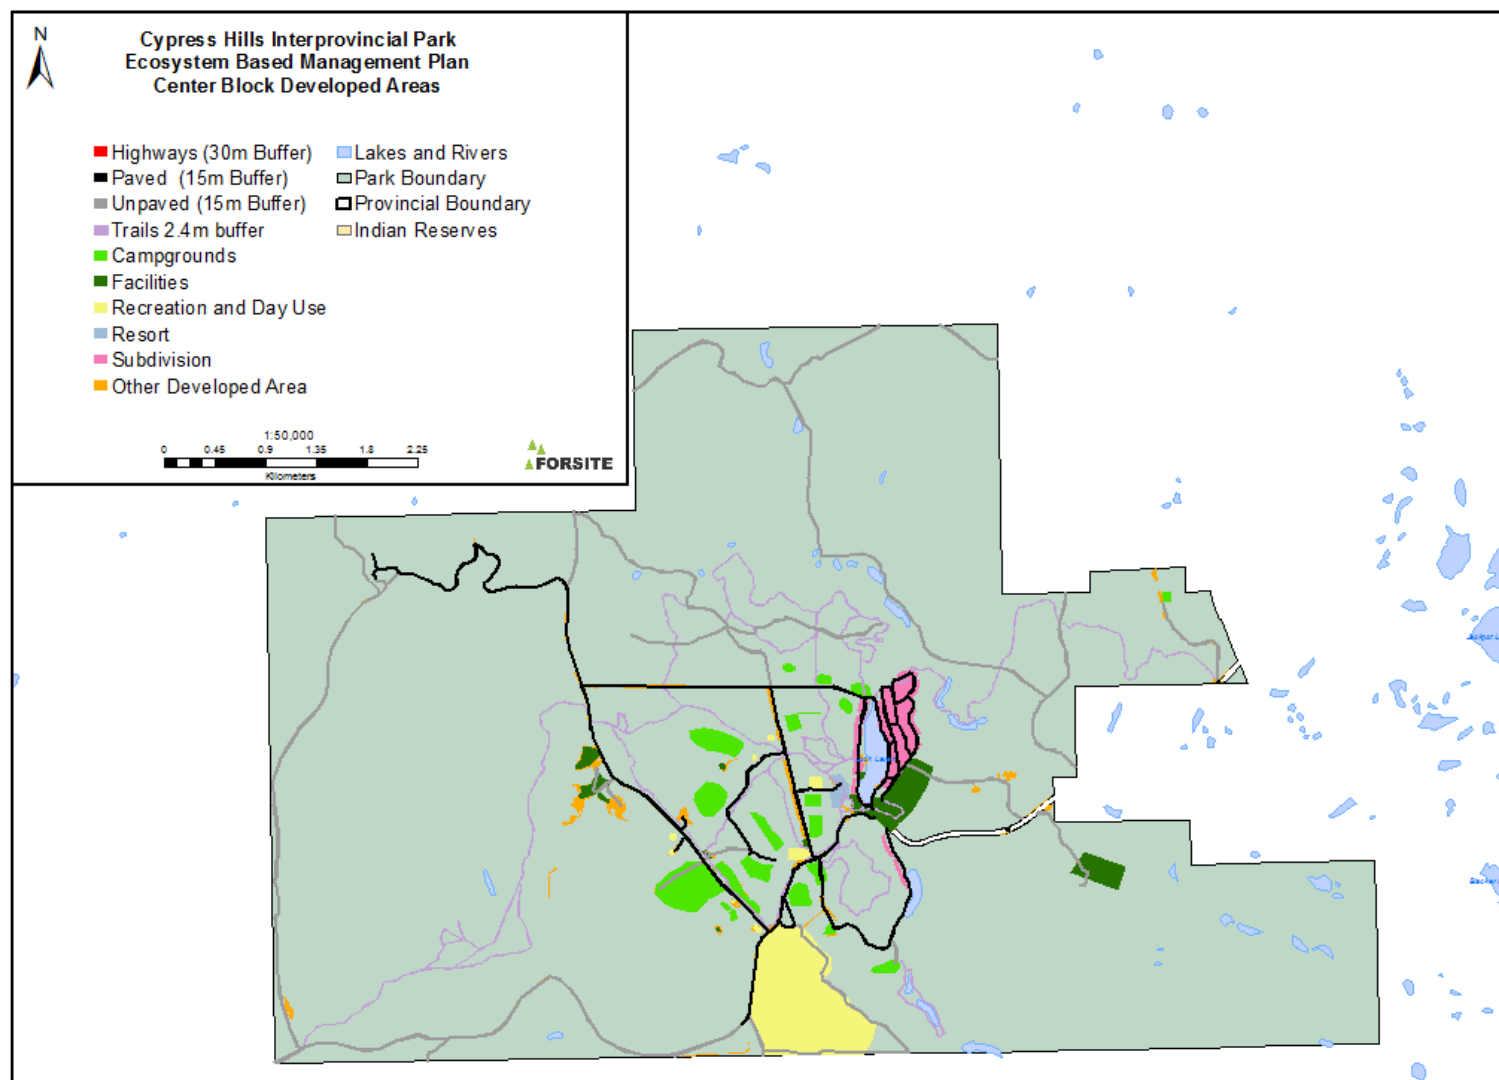 N
Cypress Hills Interprovincial Park
Ecosystem Based Management Plan
Center Block Developed Areas
Highways (30m Buffer)
Paved (15m Buffer)
Unpaved (15m Buffer)
Trails 2.4m buffer
Campgrounds
Facilities
Recreation and Day Use
Resort
Subdivision
Other Developed Area
Lakes and Rivers
Park Boundary
Provincial Boundary
Indian Reserves
1:50,000
0 0.45 0.9 1.35 1.8 2.25
Kilometers
FORSITE